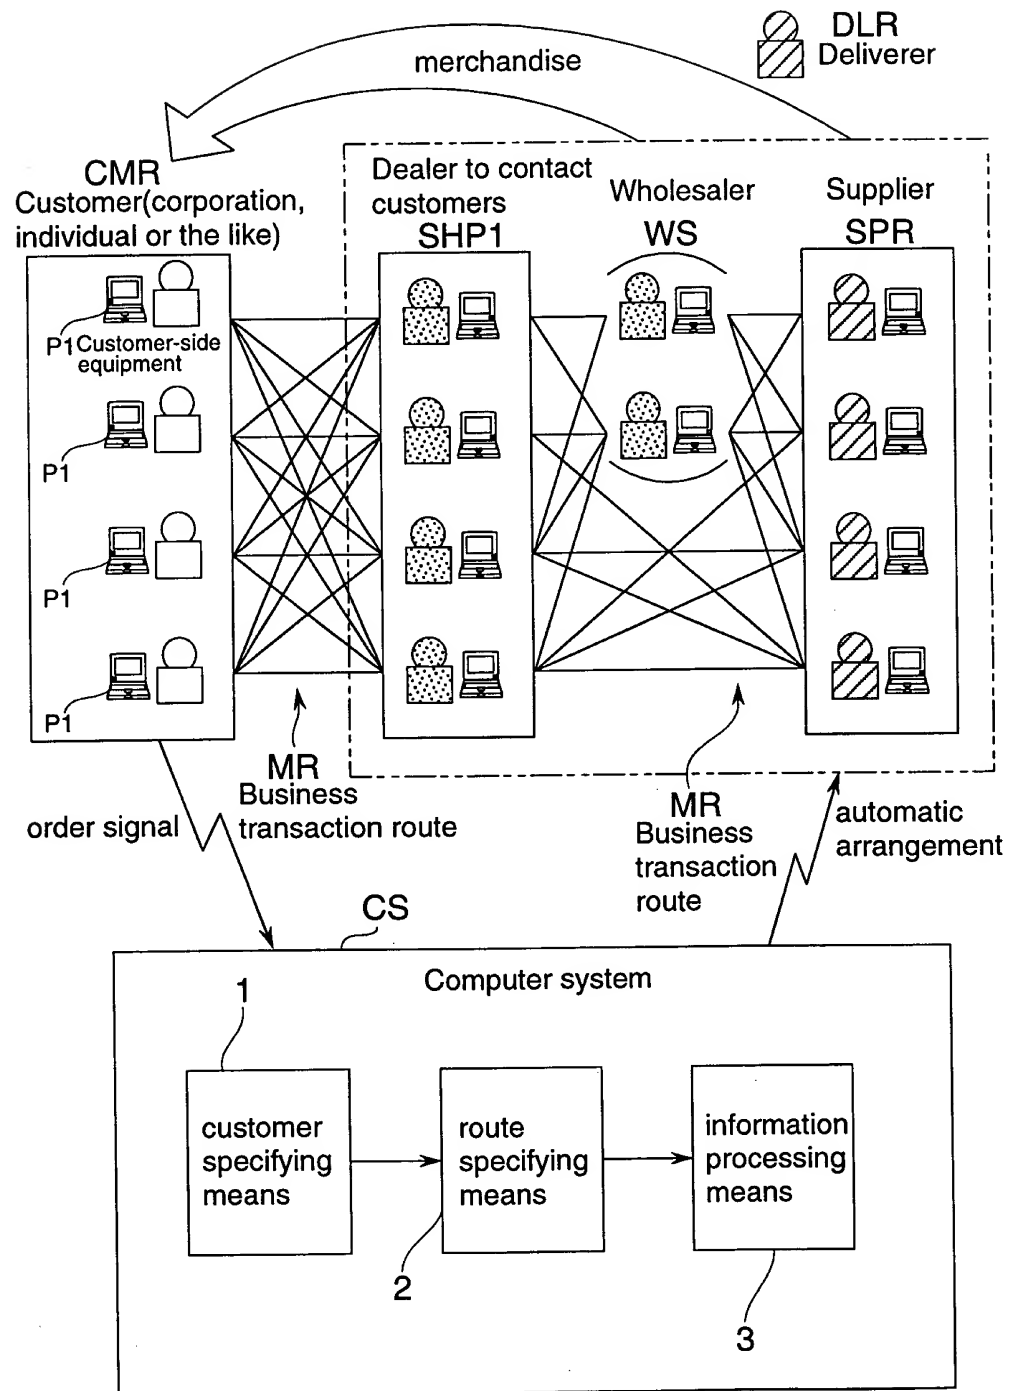 DLR
Deliverer
merchandise
CMR
Customer(corporation,
individual or the like)
Dealer to contact
customers
SHP1
Wholesaler
WS
Supplier
SPR
P1
Customer-side
equipment
P1
P1
P1
MR
Business
transaction route
order signal
MR
Business
transaction
route
automatic
arrangement
CS
Computer system
1
customer
specifying
means
route
specifying
means
2
information
processing
means
3